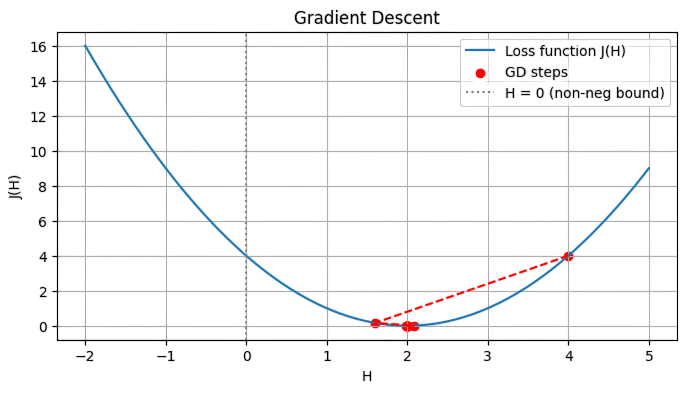 Gradient Descent
Loss function J(H)
GD steps
H = 0 (non-neg bound)
J(H)
16
14
12
10
8
6
4
2
0
−2
−1
0
1
2
3
4
5
H